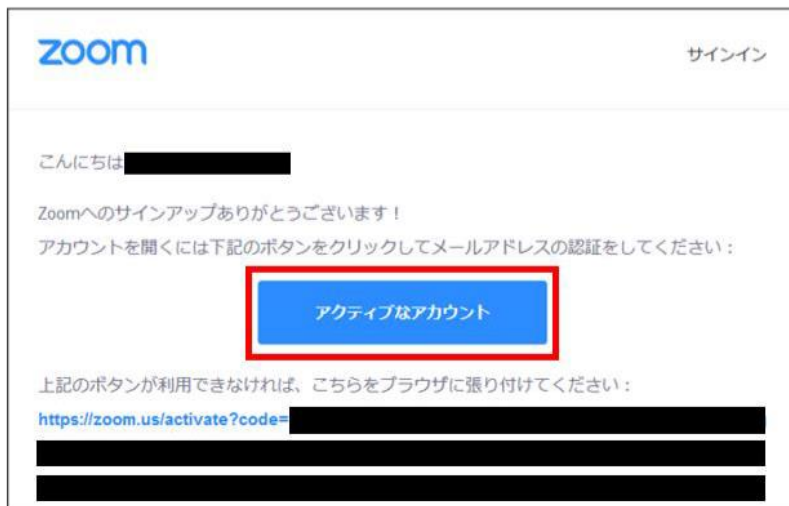 zoom
サインイン
こんにちは
Zoomへのサインアップありがとうございます！
アカウントを開くには下記のボタンをクリックしてメールアドレスの認証をしてください：
アクティブなアカウント
上記のボタンが利用できなければ、こちらをブラウザに張り付けてください：
https://zoom.us/activate?code=